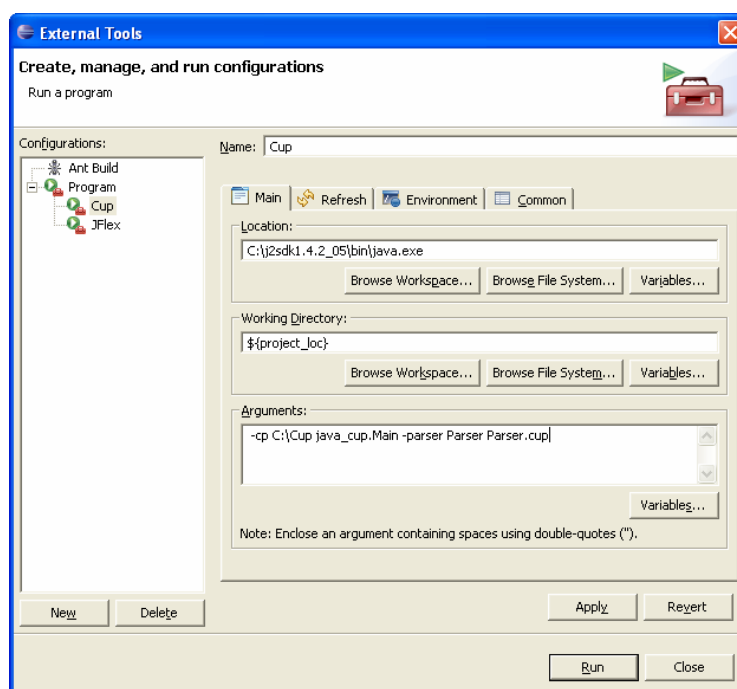 External Tools
Create, manage, and run configurations
Run a program
Configurations:
Ant Build
Program
Cup
JFlex
New Delete
Name: Cup
Main Refresh Environment Common
Location:
C:\j2sdk1.4.2_05\bin\java.exe
Browse Workspace... Browse File System... Variables...
Working Directory:
${project_loc}
Browse Workspace... Browse File System... Variables...
Arguments:
-cp C:\Cup java_cup.Main -parser Parser Parser.cup
Variables...
Note: Enclose an argument containing spaces using double-quotes (").
Apply Revert
Run Close